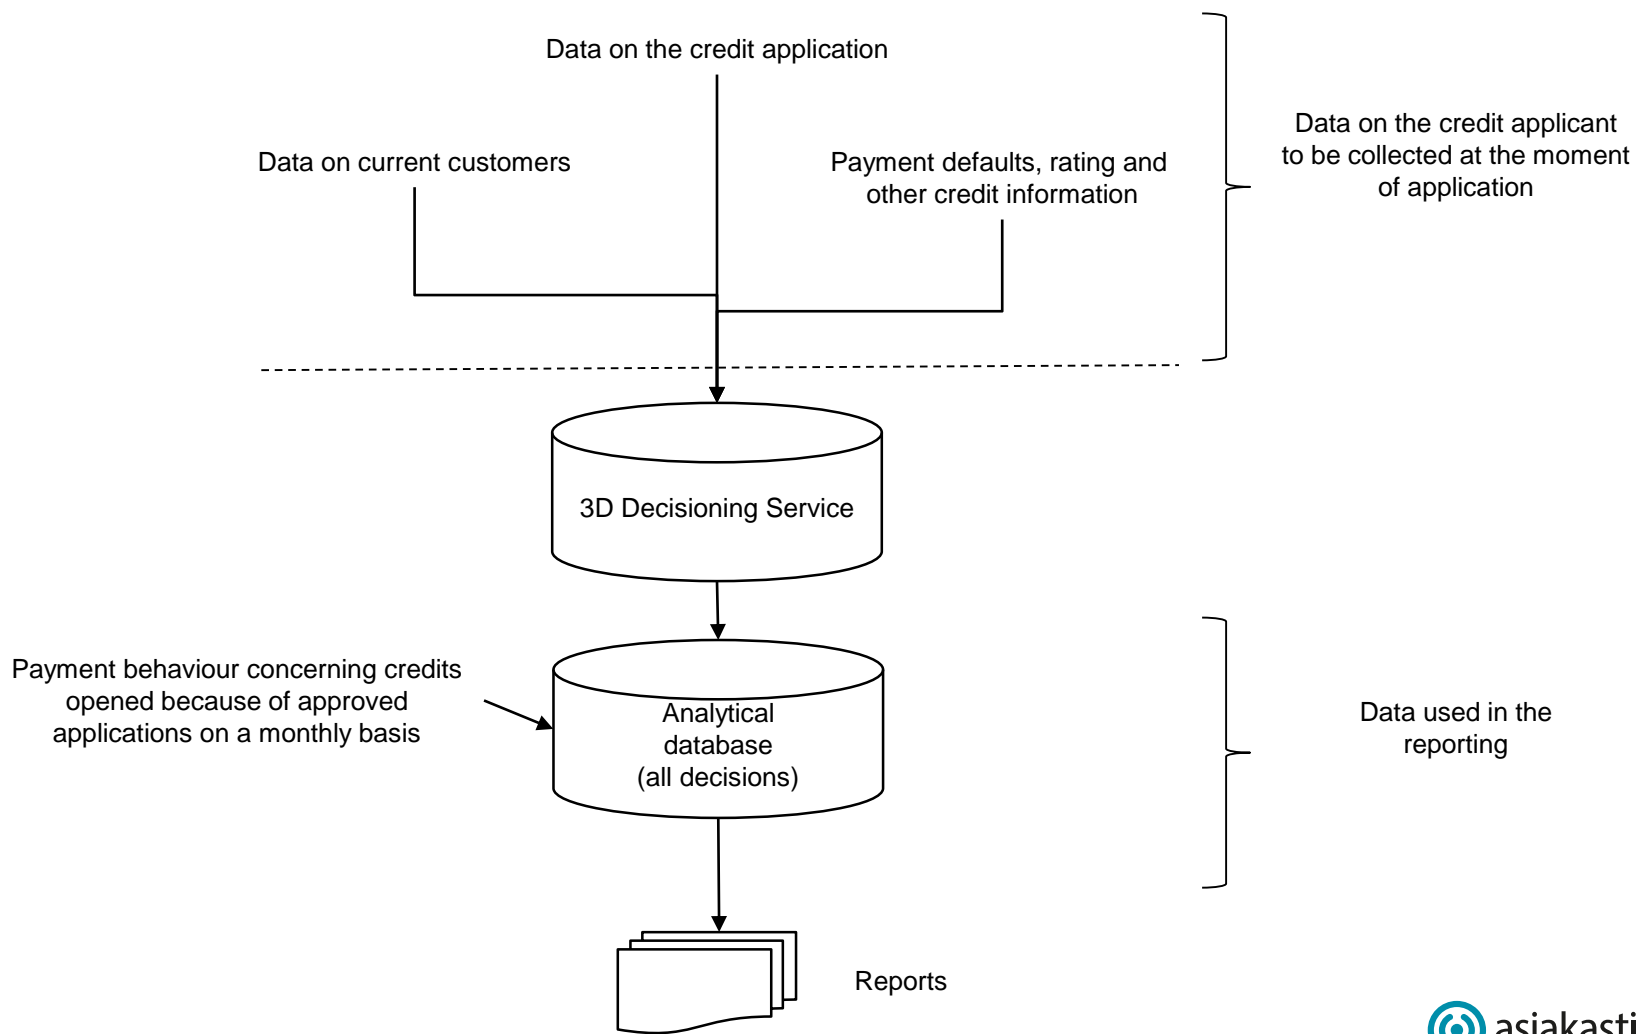 Data on the credit application
Data on current customers
Payment defaults, rating and
other credit information
Data on the credit applicant
to be collected at the moment
of application
3D Decisioning Service
Payment behaviour concerning credits
opened because of approved
applications on a monthly basis
Analytical
database
(all decisions)
Data used in the
reporting
Reports
asiakasti